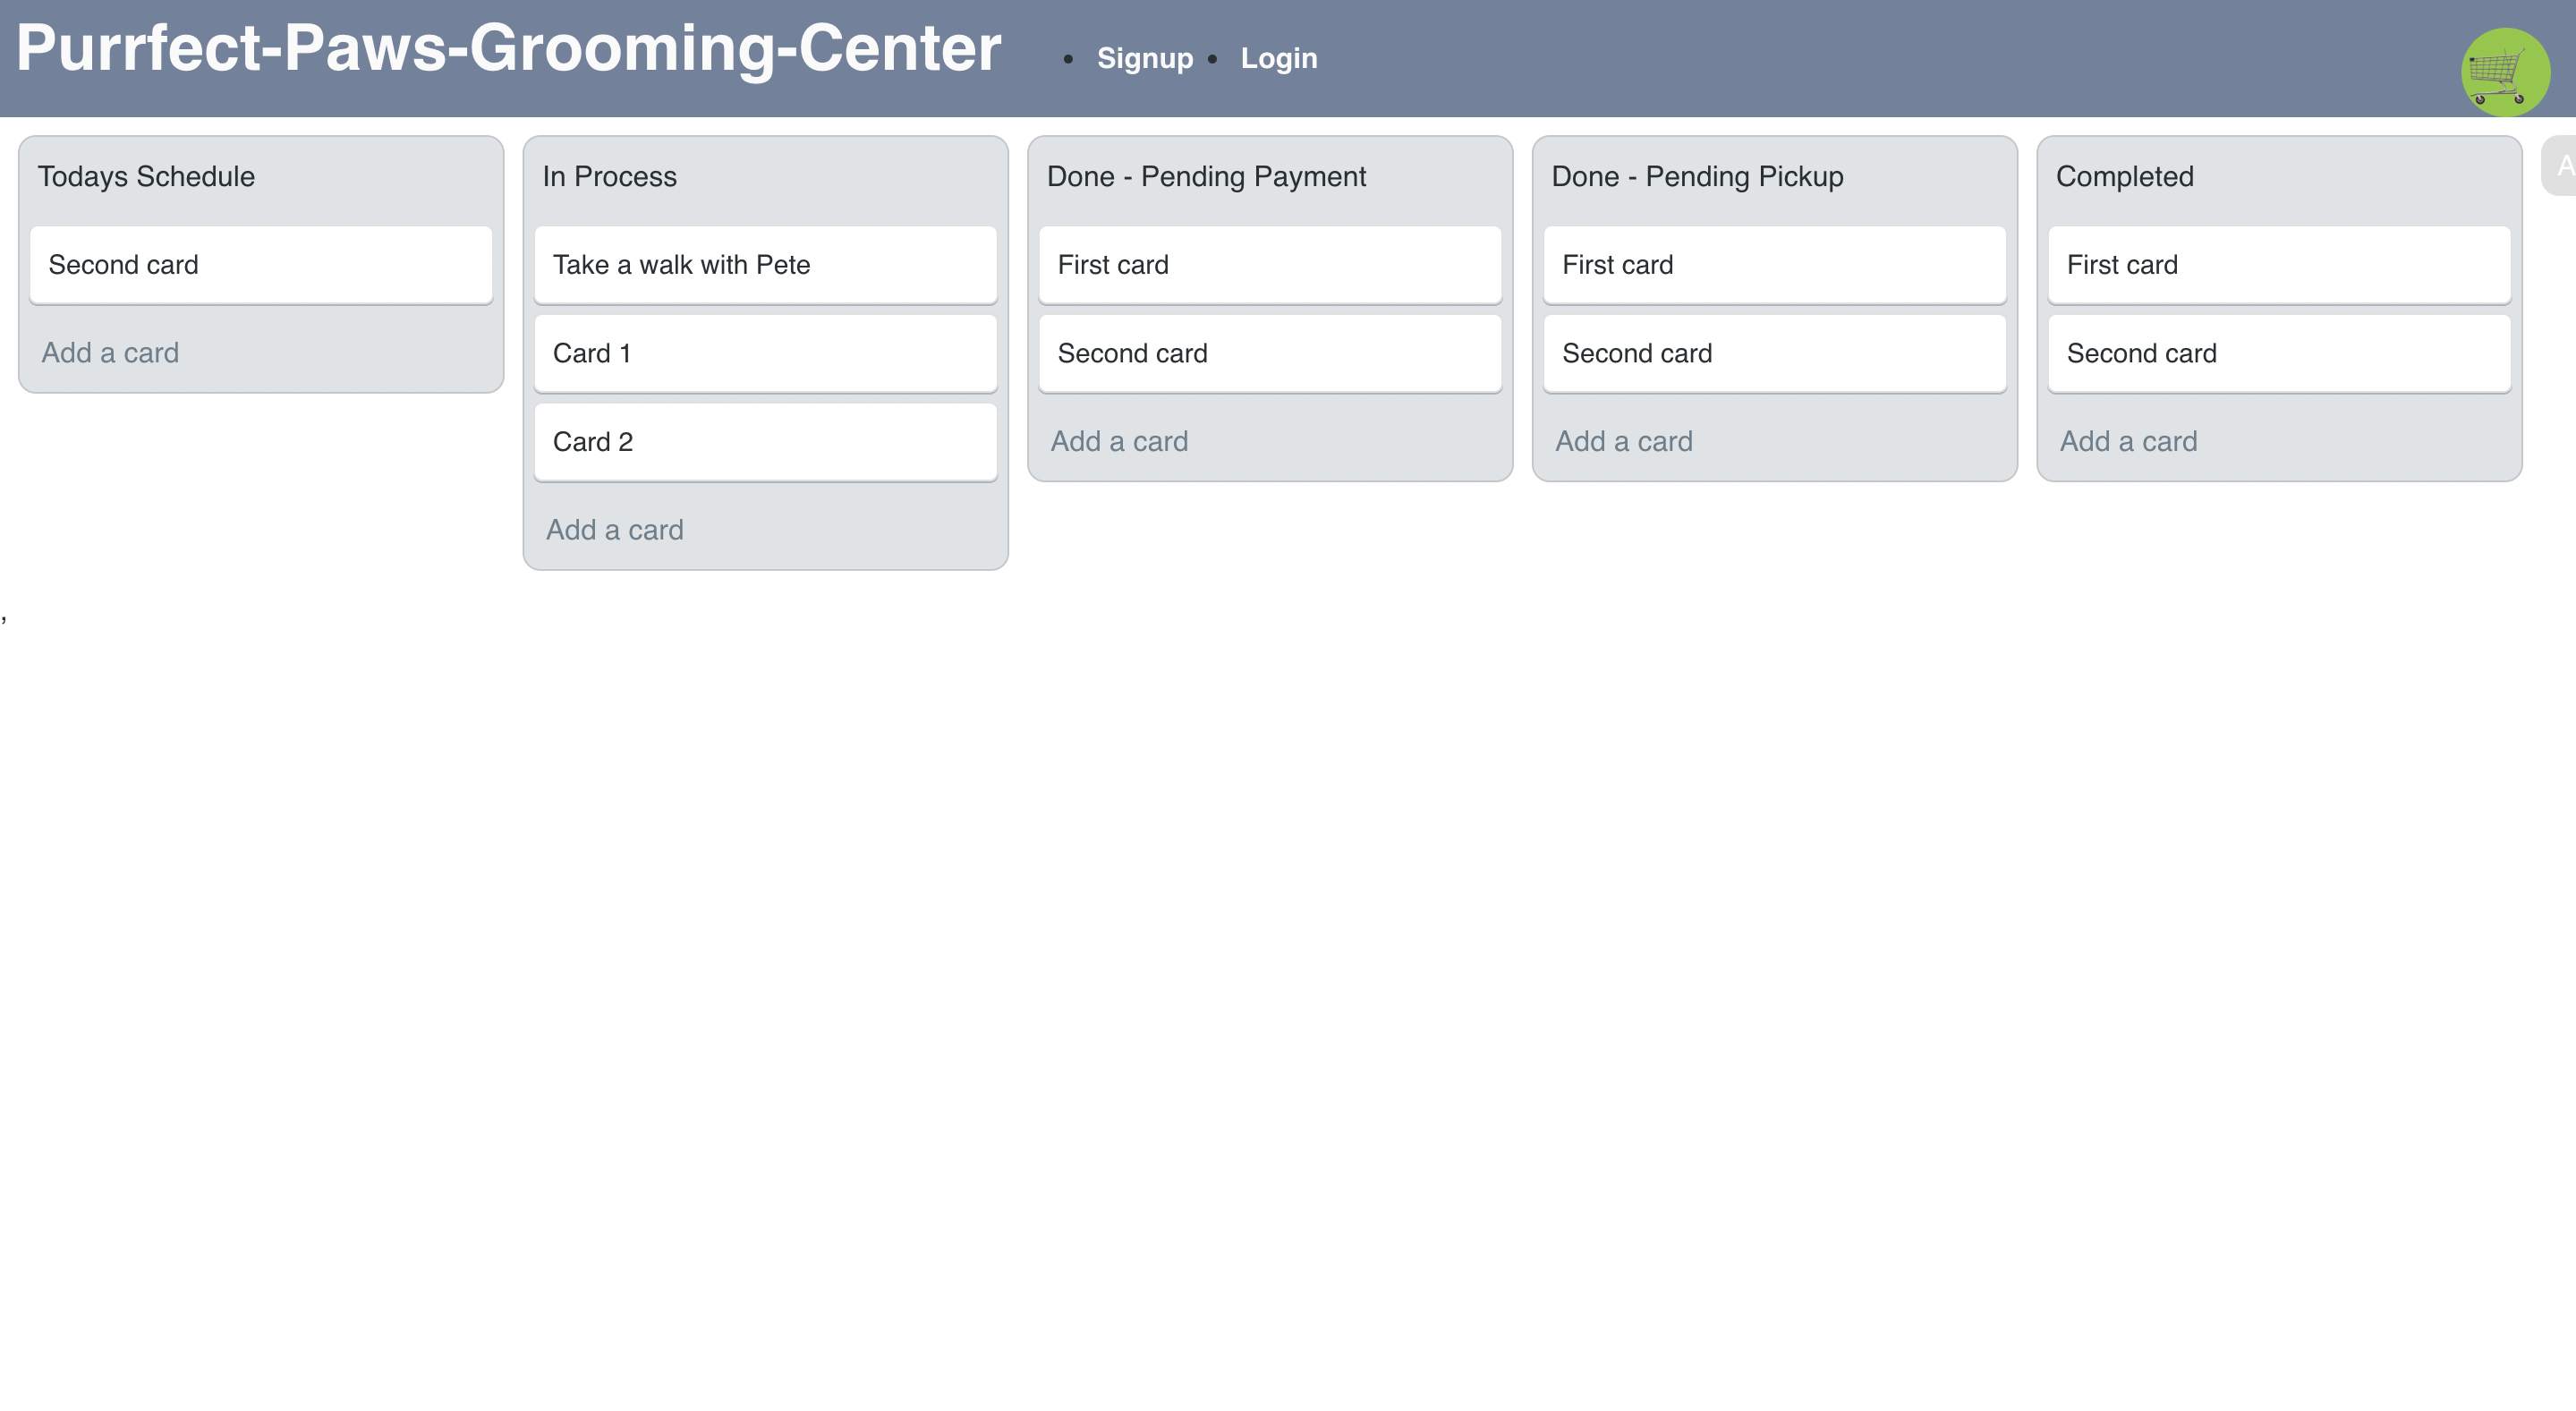 Purrfect-Paws-Grooming-Center
• Signup • Login
Todays Schedule
Second card
Add a card
In Process
Take a walk with Pete
Card 1
Card 2
Add a card
Done - Pending Payment
First card
Second card
Add a card
Done - Pending Pickup
First card
Second card
Add a card
Completed
First card
Second card
Add a card
A
,